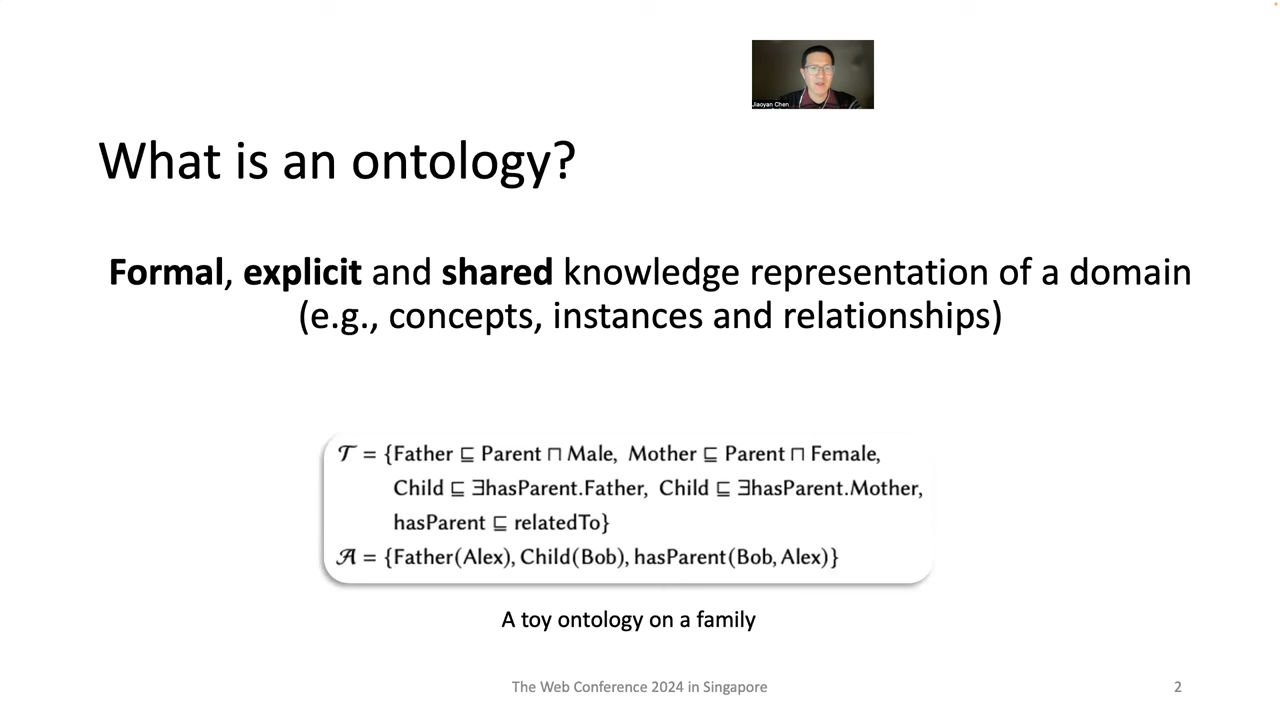 Jiaoyan Chen
What is an ontology?
Formal, explicit and shared knowledge representation of a domain
(e.g., concepts, instances and relationships)
𝒯 = {Father ⊑ Parent ⊓ Male, Mother ⊑ Parent ⊓ Female,
Child ⊑ ∃hasParent.Father, Child ⊑ ∃hasParent.Mother,
hasParent ⊑ relatedTo}
𝒜 = {Father(Alex), Child(Bob), hasParent(Bob, Alex)}
A toy ontology on a family
The Web Conference 2024 in Singapore
2